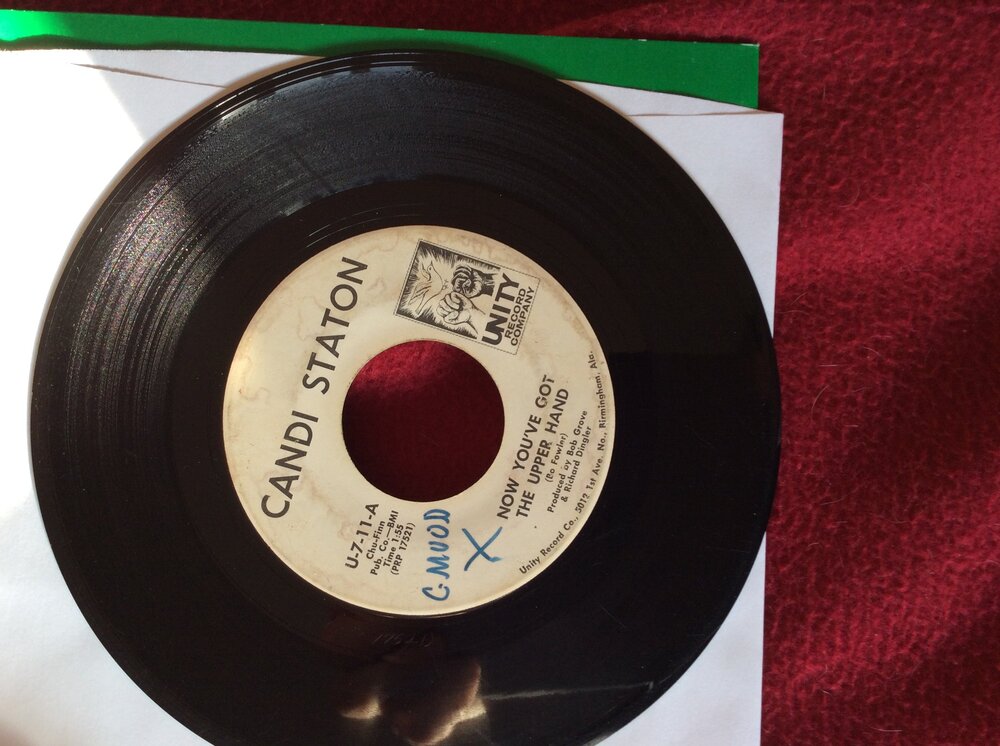 CANDI STATON
UNITY
RECORD
COMPANY
U-7-11-A
Chu-Finn
Pub. Co.—BMI
Time 1:55
(PRP 17521)
C. MUOD
X
NOW YOU'VE GOT
THE UPPER HAND
(Bo Fowler)
Produced by Bob Grove
& Richard Dingler
Unity Record Co., 5012 1st Ave. No., Birmingham, Ala.